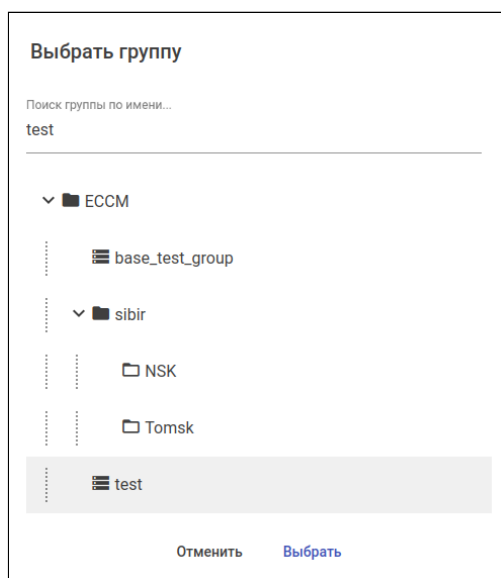 Выбрать группу
Поиск группы по имени...
test
ECCM
base_test_group
sibir
NSK
Tomsk
test
Отменить Выбрать